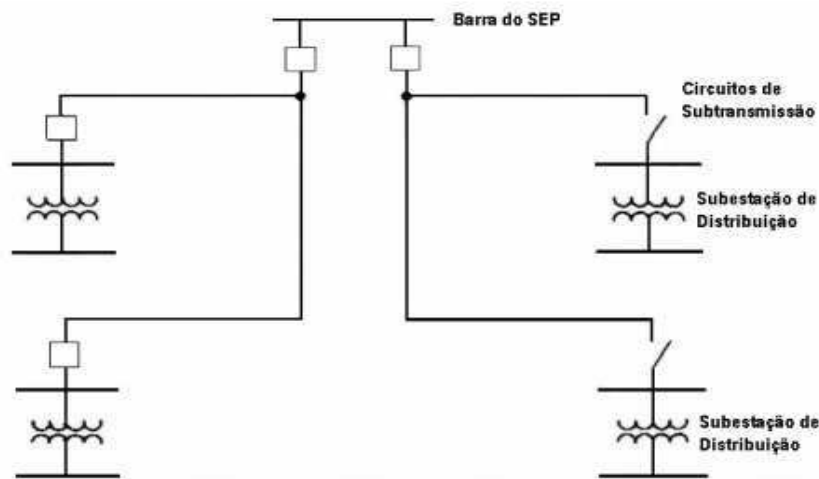 Barra do SEP
Circuitos de
Subtransmissão
Subestação de
Distribuição
Subestação de
Distribuição